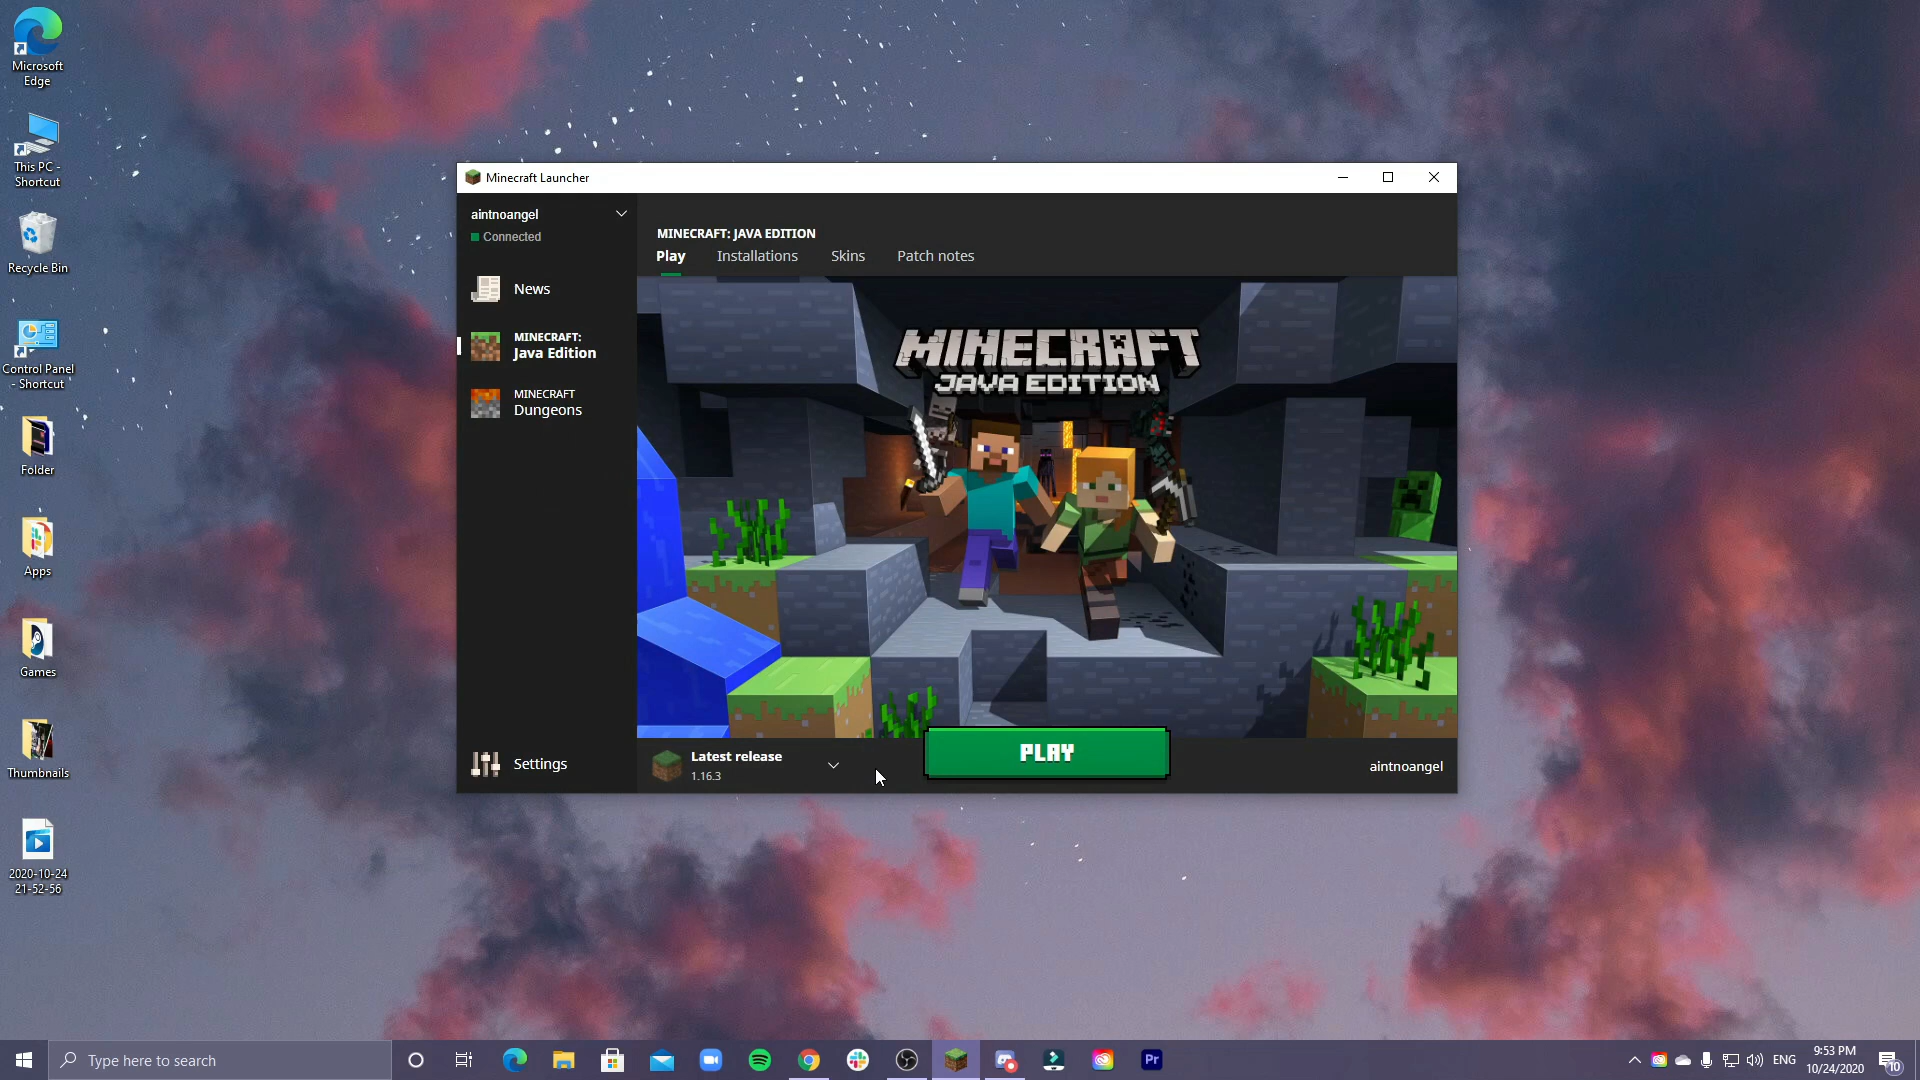 Microsoft
Edge
This PC -
Shortcut
Recycle Bin
Control Panel
- Shortcut
Folder
Apps
Games
Thumbnails
2020-10-24
21-52-56
Minecraft Launcher
aintnoangel
Connected
News
MINECRAFT:
Java Edition
MINECRAFT
Dungeons
Settings
MINECRAFT: JAVA EDITION
Play
Installations
Skins
Patch notes
MINECRAFT
JAVA EDITION
Latest release
1.16.3
PLAY
aintnoangel
Type here to search
Pr
ENG
9:53 PM
10/24/2020
10